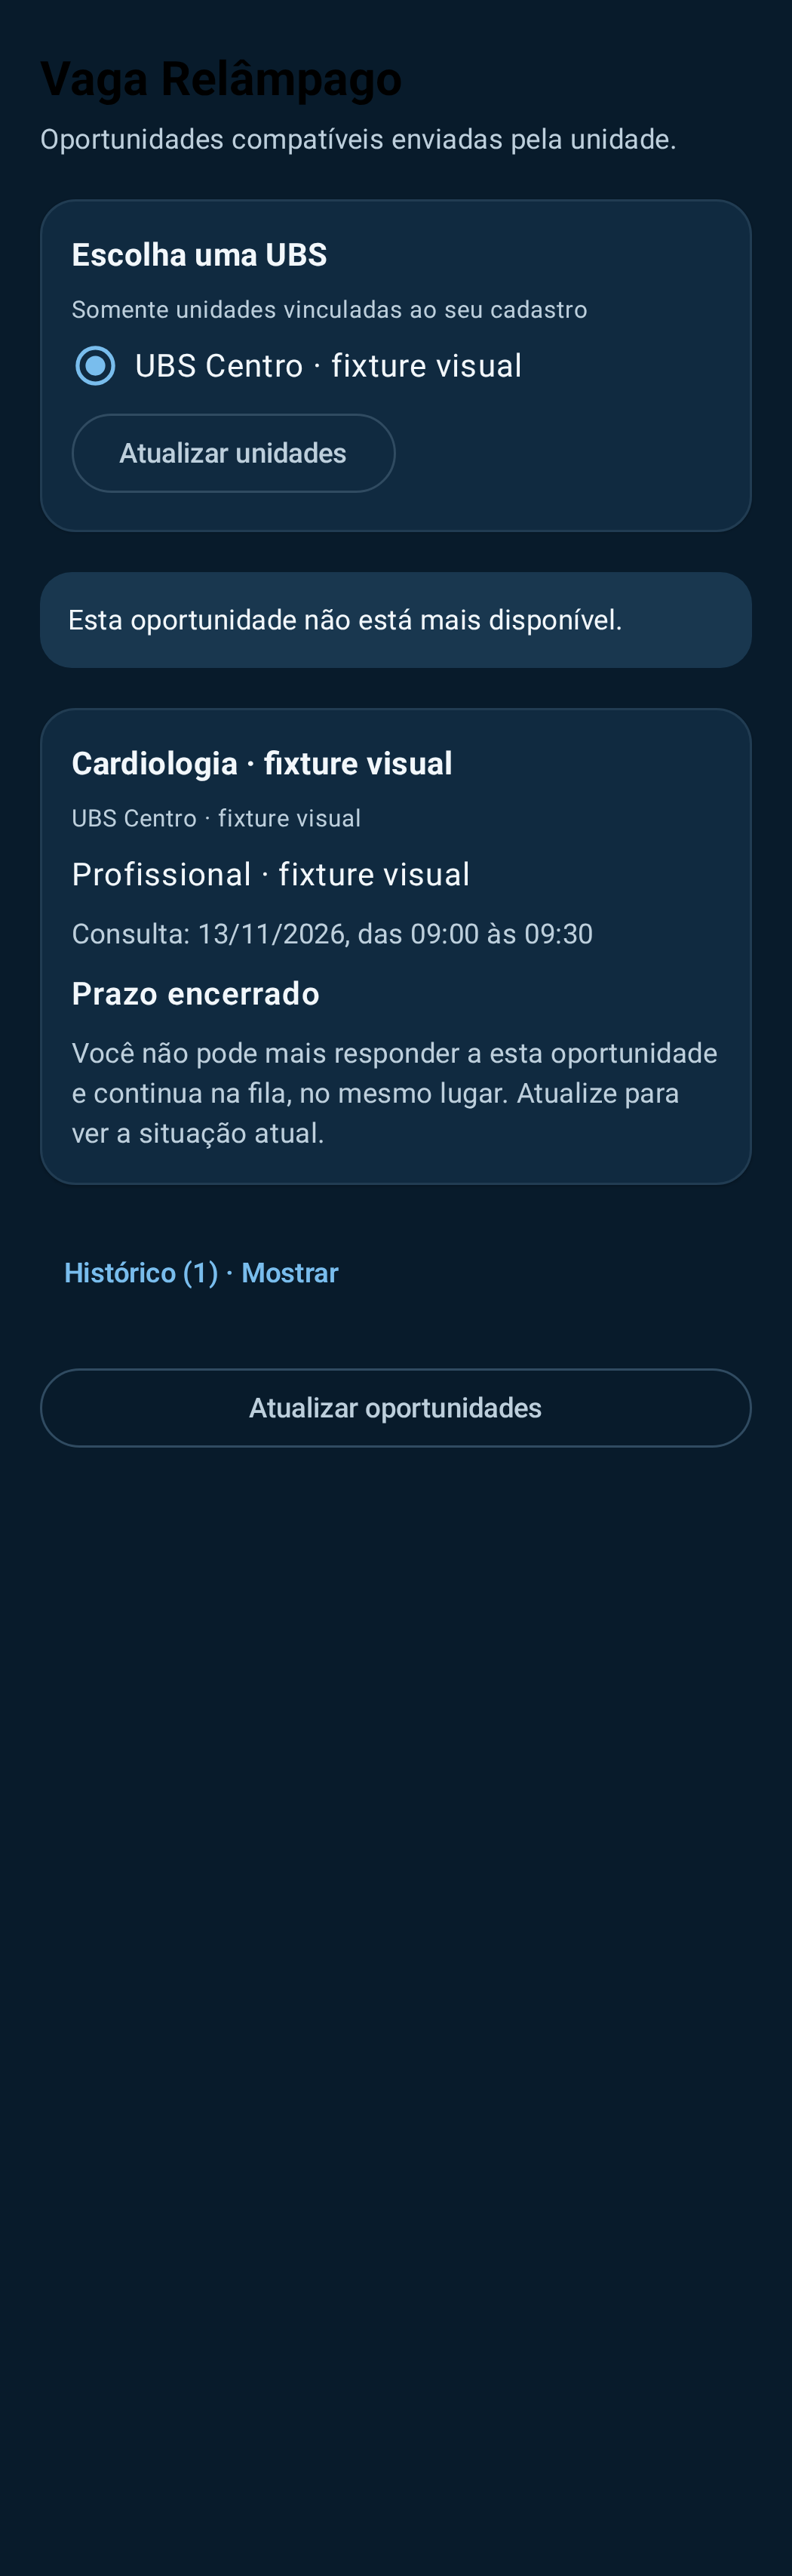 Vaga Relâmpago
Oportunidades compatíveis enviadas pela unidade.
Escolha uma UBS
Somente unidades vinculadas ao seu cadastro
UBS Centro · fixture visual
Atualizar unidades
Esta oportunidade não está mais disponível.
Cardiologia · fixture visual
UBS Centro · fixture visual
Profissional · fixture visual
Consulta: 13/11/2026, das 09:00 às 09:30
Prazo encerrado
Você não pode mais responder a esta oportunidade
e continua na fila, no mesmo lugar. Atualize para
ver a situação atual.
Histórico (1) · Mostrar
Atualizar oportunidades